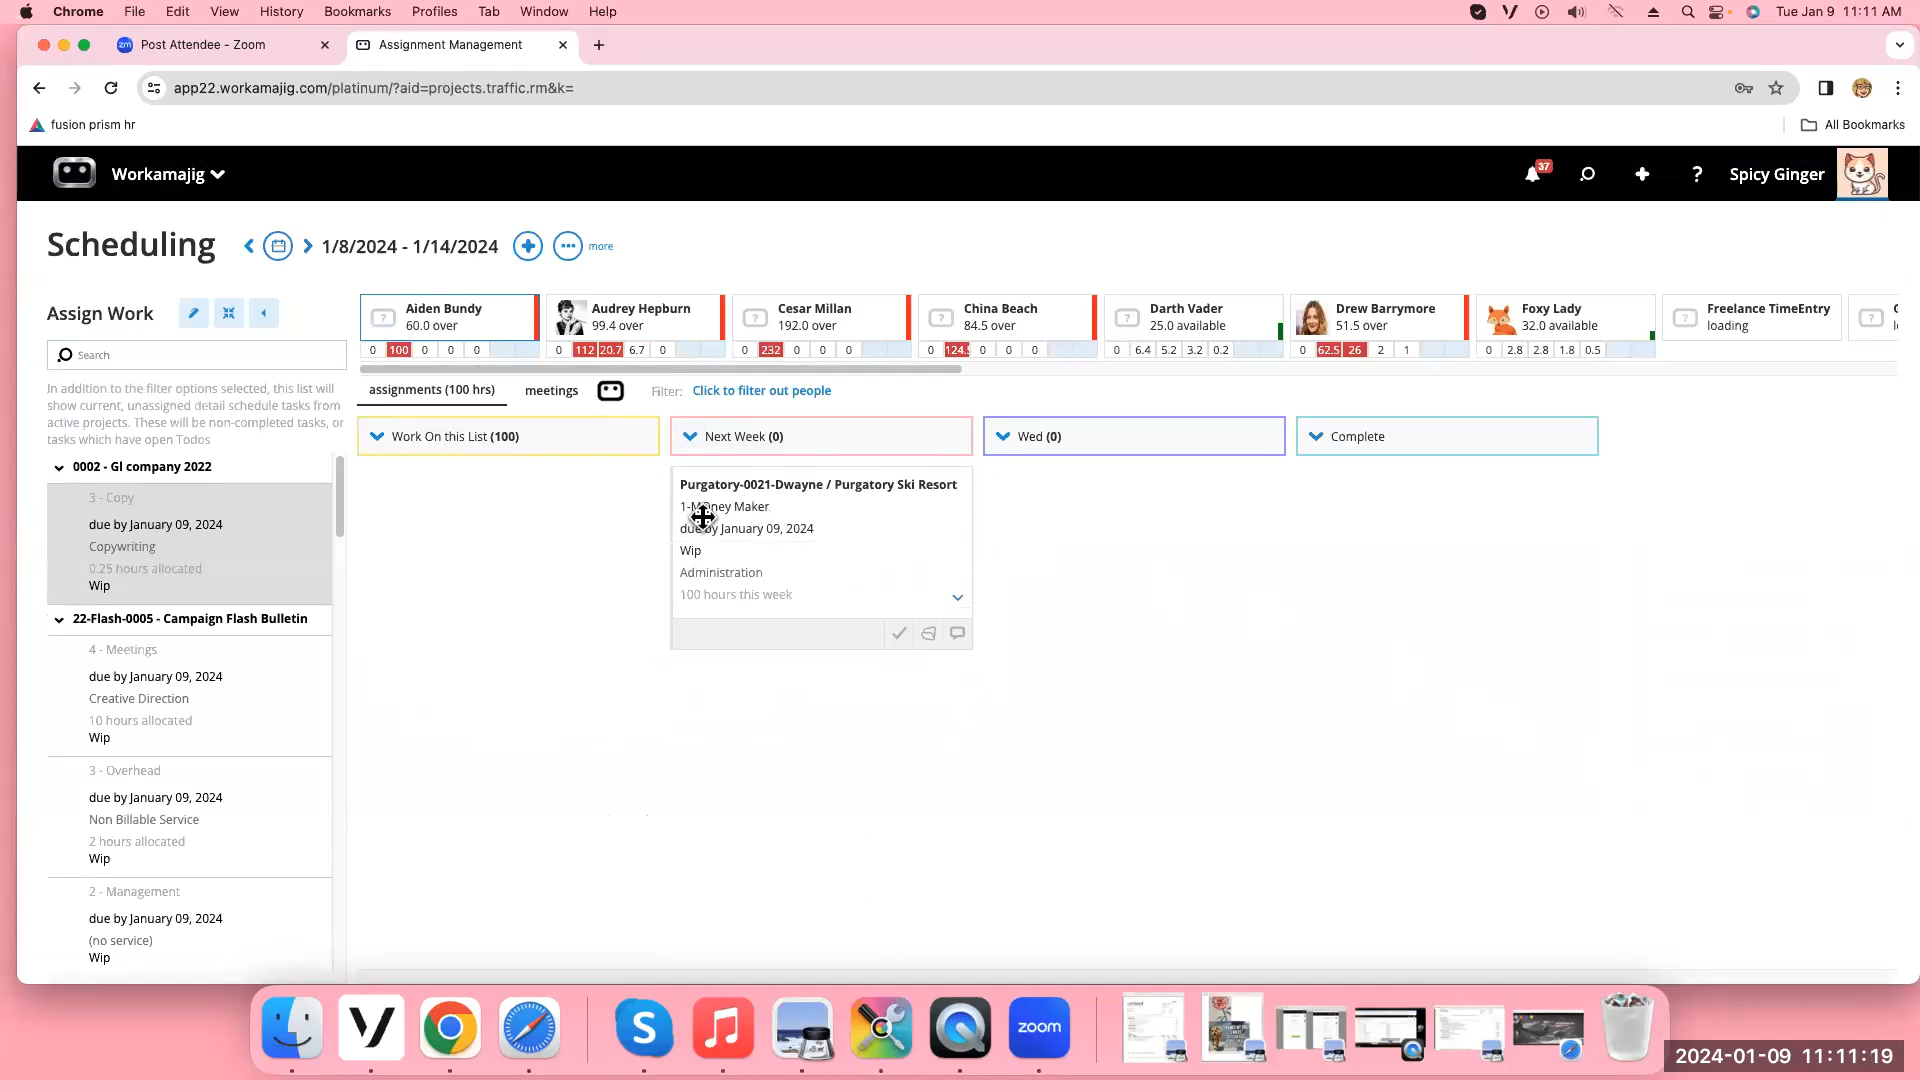 Chrome File Edit View History Bookmarks Profiles Tab Window Help Tue Jan 9 11:11 AM
zm Post Attendee - Zoom Assignment Management
app22.workamajig.com/platinum/?aid=projects.traffic.rm&k=
fusion prism hr All Bookmarks
Workamajig 37 ? Spicy Ginger
Scheduling 1/8/2024 - 1/14/2024 more
Assign Work
Search
In addition to the filter options selected, this list will
show current, unassigned detail schedule tasks from
active projects. These will be non-completed tasks, or
tasks which have open Todos
0002 - Gl company 2022
3 - Copy
due by January 09, 2024
Copywriting
0.25 hours allocated
Wip
22-Flash-0005 - Campaign Flash Bulletin
4 - Meetings
due by January 09, 2024
Creative Direction
10 hours allocated
Wip
3 - Overhead
due by January 09, 2024
Non Billable Service
2 hours allocated
Wip
2 - Management
due by January 09, 2024
(no service)
Wip
? Aiden Bundy
60.0 over
0 100 0 0 0
Audrey Hepburn
99.4 over
0 112 20.7 6.7 0
? Cesar Millan
192.0 over
0 232 0 0 0
? China Beach
84.5 over
0 124.5 0 0 0
? Darth Vader
25.0 available
0 6.4 5.2 3.2 0.2
Drew Barrymore
51.5 over
0 62.5 26 2 1
Foxy Lady
32.0 available
0 2.8 2.8 1.8 0.5
? Freelance TimeEntry
loading
?
assignments (100 hrs) meetings Filter: Click to filter out people
Work On this List (100) Next Week (0) Wed (0) Complete
Purgatory-0021-Dwayne / Purgatory Ski Resort
1-Money Maker
due by January 09, 2024
Wip
Administration
100 hours this week
zoom
2024-01-09 11:11:19